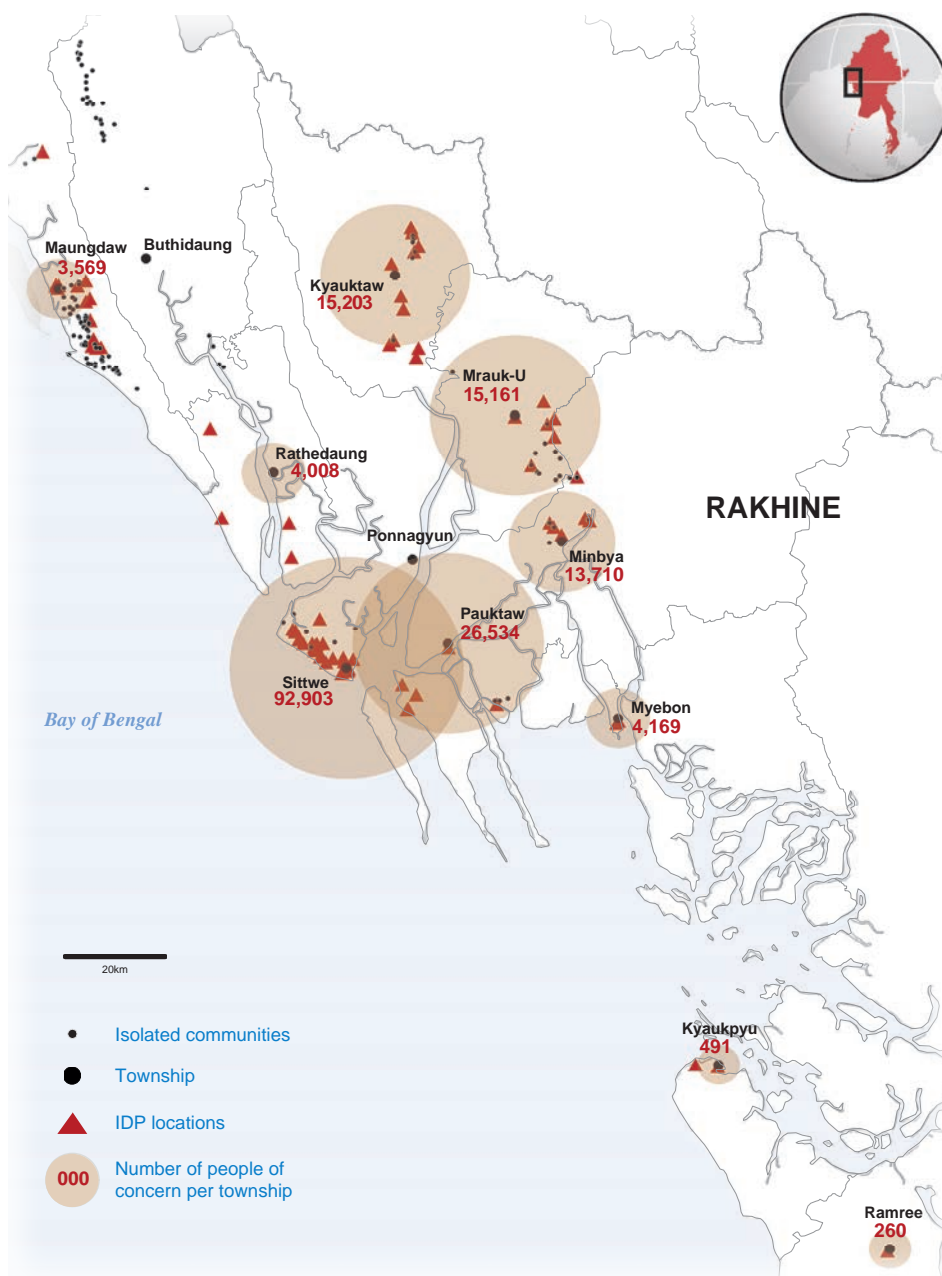 Maungdaw
3,569
Buthidaung
Kyauktaw
15,203
Mrauk-U
15,161
Rathedaung
4,008
RAKHINE
Ponnagyun
Minbya
13,710
Pauktaw
26,534
Sittwe
92,903
Bay of Bengal
Myebon
4,169
20km
Isolated communities
Township
IDP locations
000
Number of people of
concern per township
Kyaukpyu
491
Ramree
260